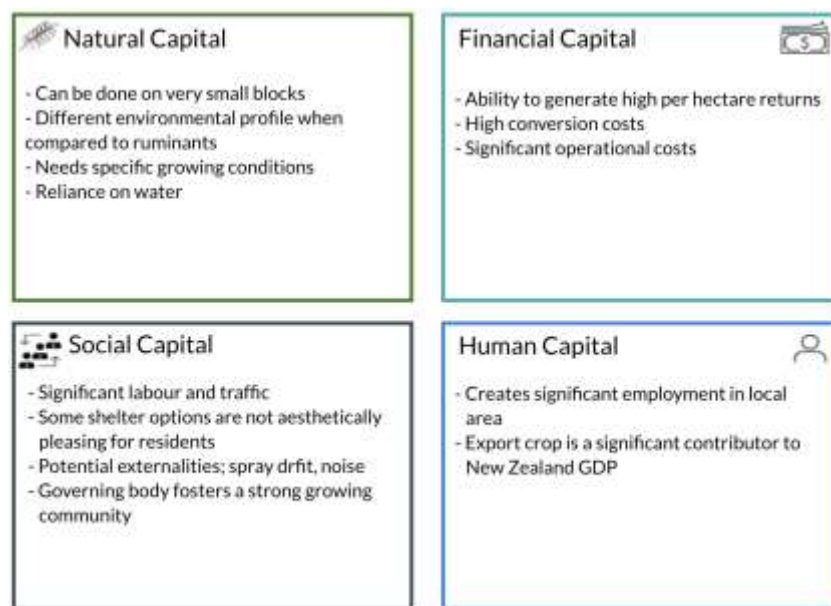 Natural Capital
- Can be done on very small blocks
- Different environmental profile when
compared to ruminants
- Needs specific growing conditions
- Reliance on water
Financial Capital
- Ability to generate high per hectare returns
- High conversion costs
- Significant operational costs
Social Capital
- Significant labour and traffic
- Some shelter options are not aesthetically
pleasing for residents
- Potential externalities; spray drfit, noise
- Governing body fosters a strong growing
community
Human Capital
- Creates significant employment in local
area
- Export crop is a significant contributor to
New Zealand GDP